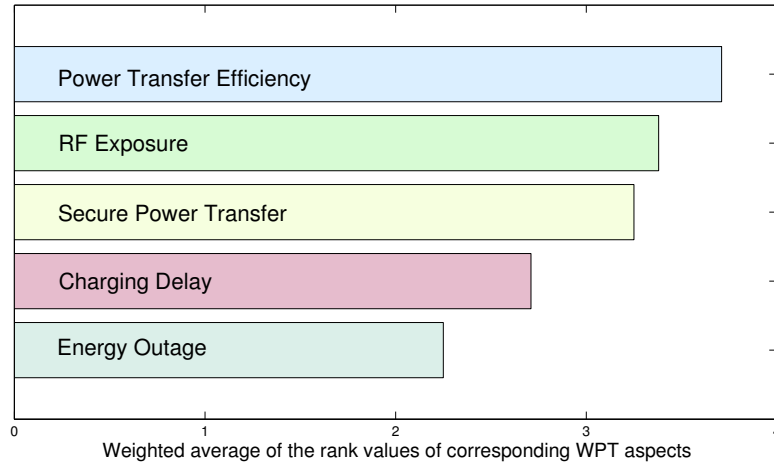 Power Transfer Efficiency
RF Exposure
Secure Power Transfer
Charging Delay
Energy Outage
0 1 2 3 4
Weighted average of the rank values of corresponding WPT aspects